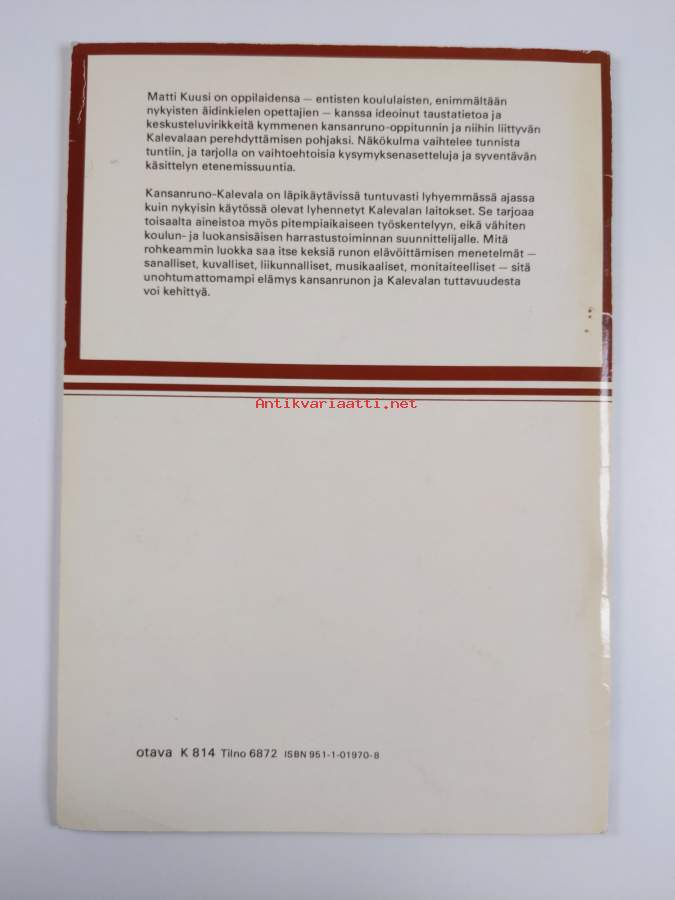 Matti Kuusi on oppilaidensa — entisten koululaisten, enimmältään
nykyisten äidinkielen opettajien — kanssa ideoinut taustatietoa ja
keskusteluvirikkeitä kymmenen kansanruno-oppitunnin ja niihin liittyvän
Kalevalaan perehdyttämisen pohjaksi. Näkökulma vaihtelee tunnista
tuntiin, ja tarjolla on vaihtoehtoisia kysymyksenasetteluja ja syventävän
käsittelyn etenemissuuntia.
Kansanruno-Kalevala on läpikäytävissä tuntuvasti lyhyemmässä ajassa
kuin nykyisin käytössä olevat lyhennetyt Kalevalan laitokset. Se tarjoaa
toisaalta aineistoa myös pitempiaikaiseen työskentelyyn, eikä vähiten
koulun- ja luokansisäisen harrastustoiminnan suunnittelijalle. Mitä
rohkeammin luokka saa itse keksiä runon elävöittämisen menetelmät —
sanalliset, kuvalliset, liikunnalliset, musikaaliset, monitaiteelliset — sitä
unohtumattomampi elämys kansanrunon ja Kalevalan tuttavuudesta
voi kehittyä.
Antikvariaatti.net
otava K 814 Tilno 6872 ISBN 951-1-01970-8